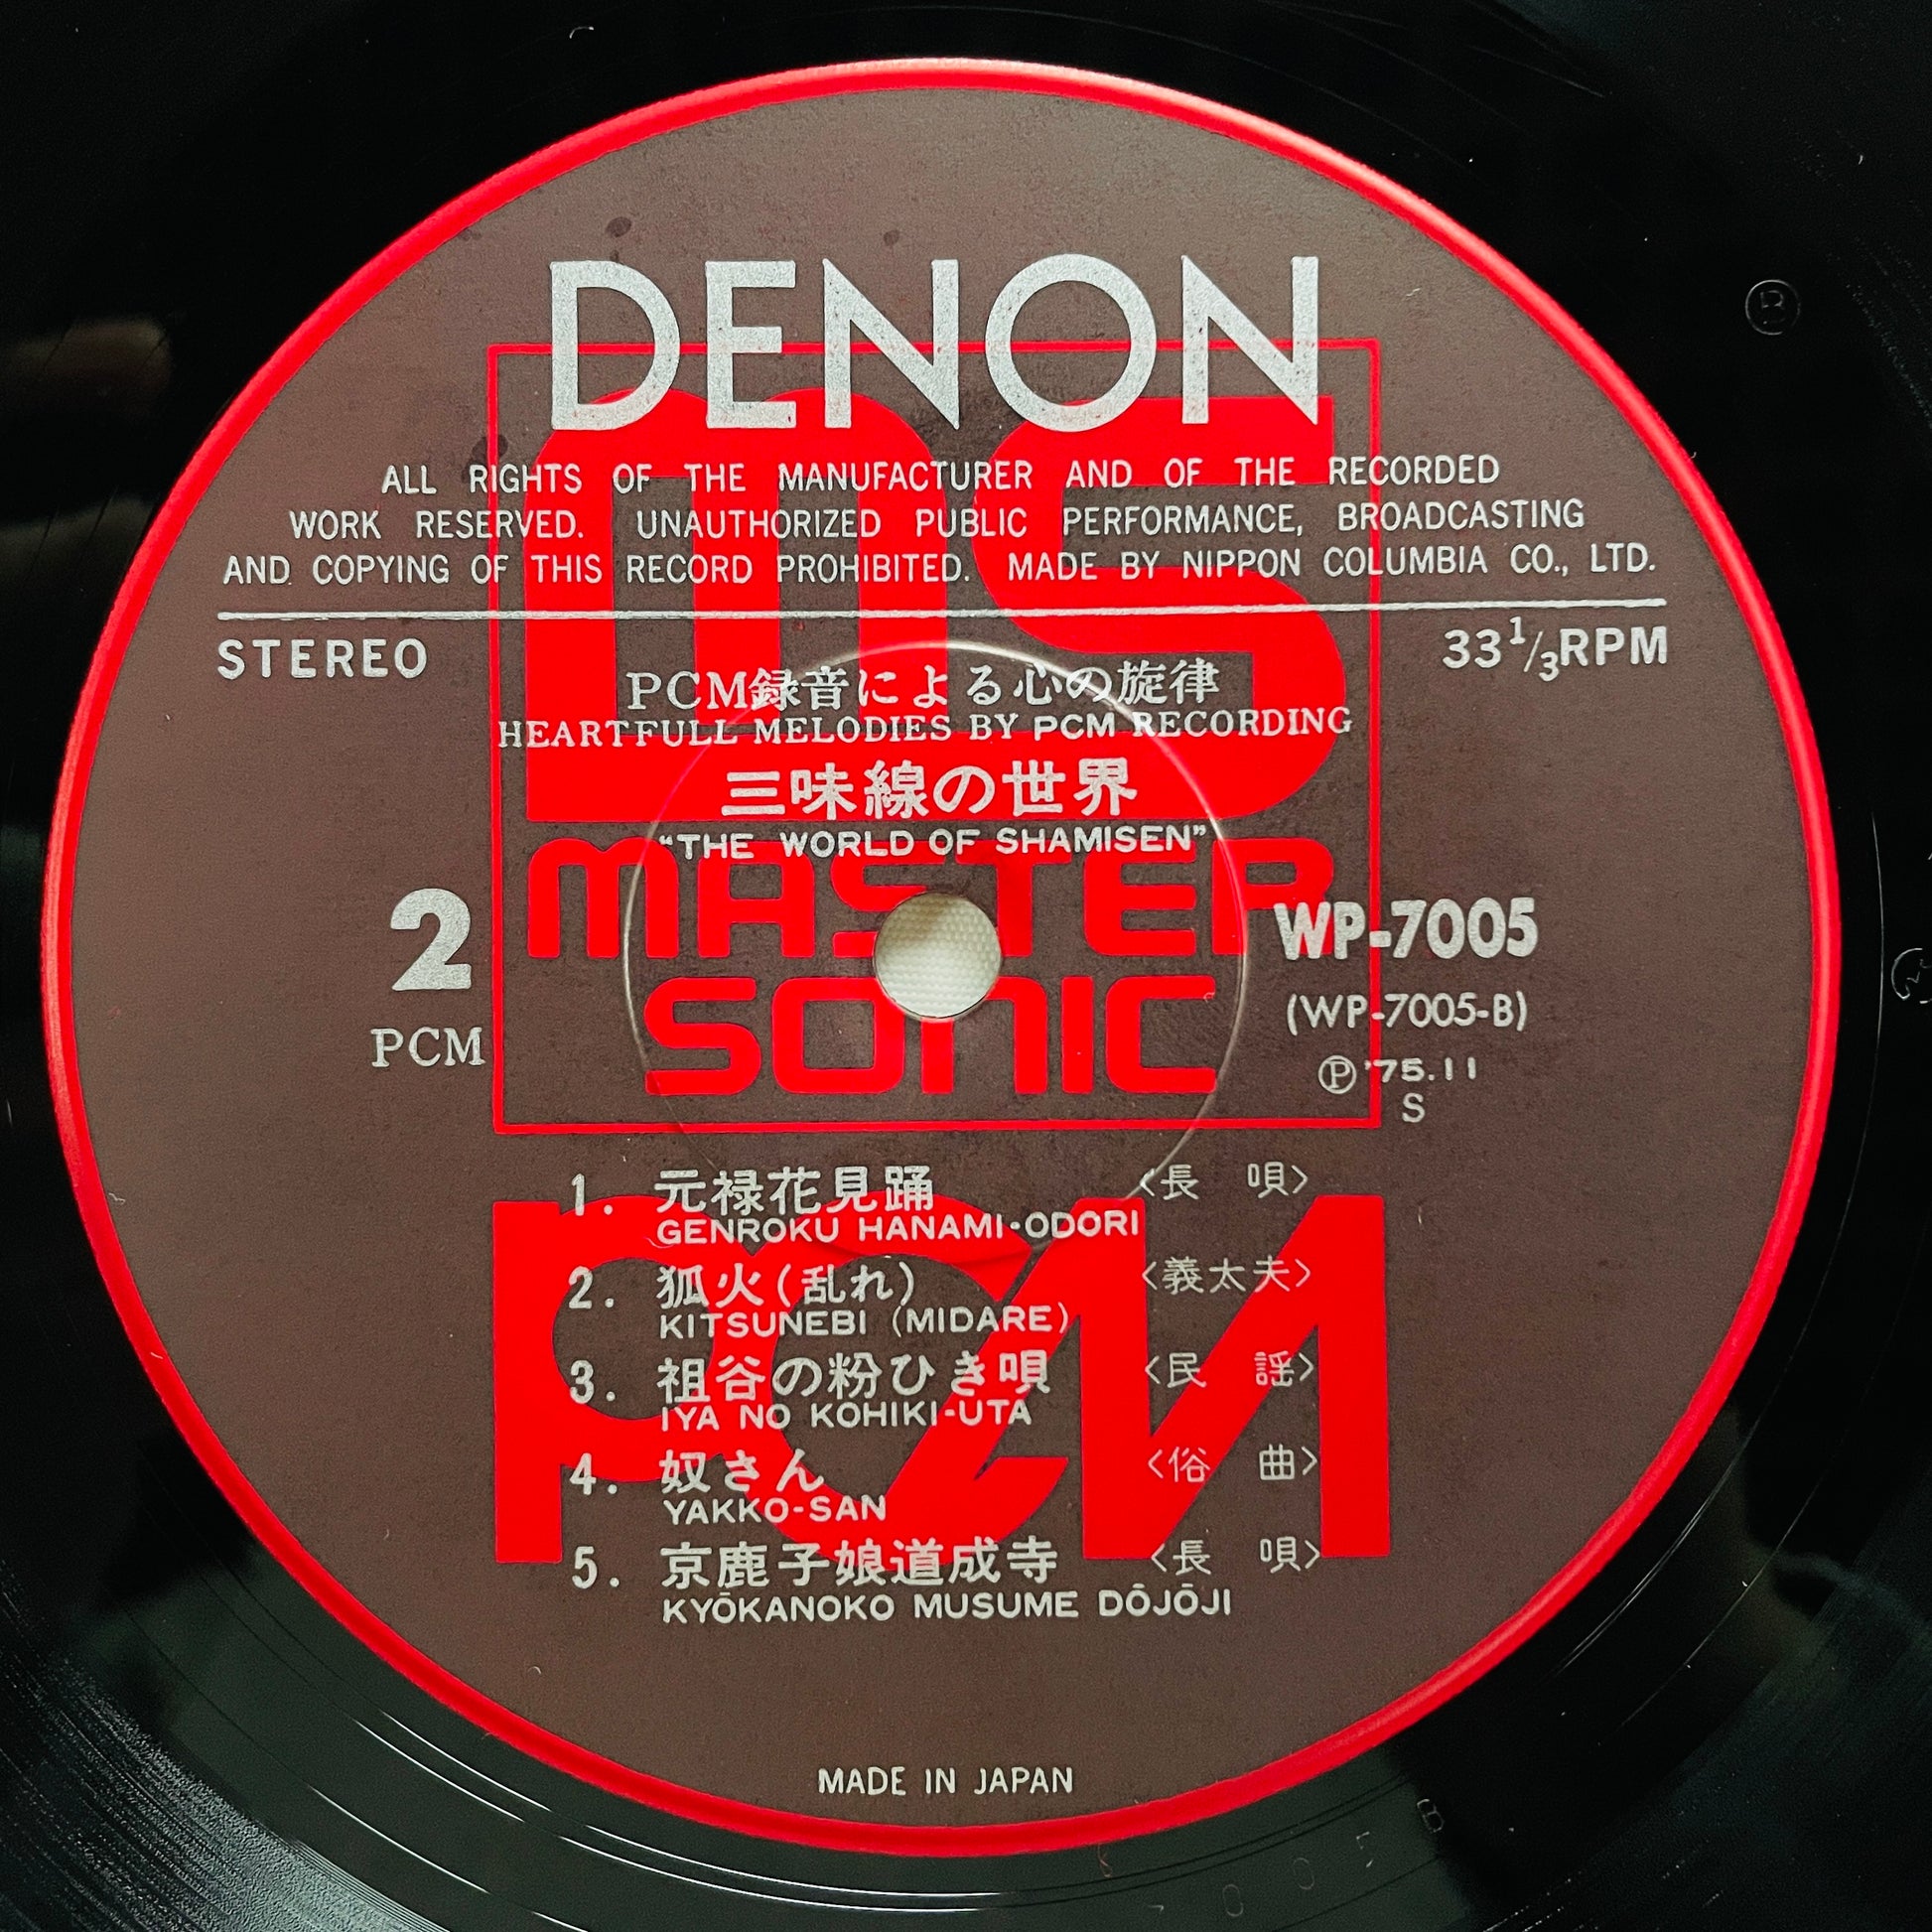 DENON
ms
ALL RIGHTS OF THE MANUFACTURER AND OF THE RECORDED
WORK RESERVED. UNAUTHORIZED PUBLIC PERFORMANCE, BROADCASTING
AND COPYING OF THIS RECORD PROHIBITED. MADE BY NIPPON COLUMBIA CO., LTD.
STEREO 33 1/3 RPM
PCM録音による心の旋律
HEARTFULL MELODIES BY PCM RECORDING
三味線の世界
"THE WORLD OF SHAMISEN"
MASTER
SONIC
2
PCM
WP-7005
(WP-7005-B)
Ⓟ'75.11
S
PCM
1. 元禄花見踊 〈長 唄〉
GENROKU HANAMI-ODORI
2. 狐火(乱れ) 〈義太夫〉
KITSUNEBI (MIDARE)
3. 祖谷の粉ひき唄 〈民 謡〉
IYA NO KOHIKI-UTA
4. 奴さん 〈俗 曲〉
YAKKO-SAN
5. 京鹿子娘道成寺 〈長 唄〉
KYŌKANOKO MUSUME DŌJŌJI
MADE IN JAPAN